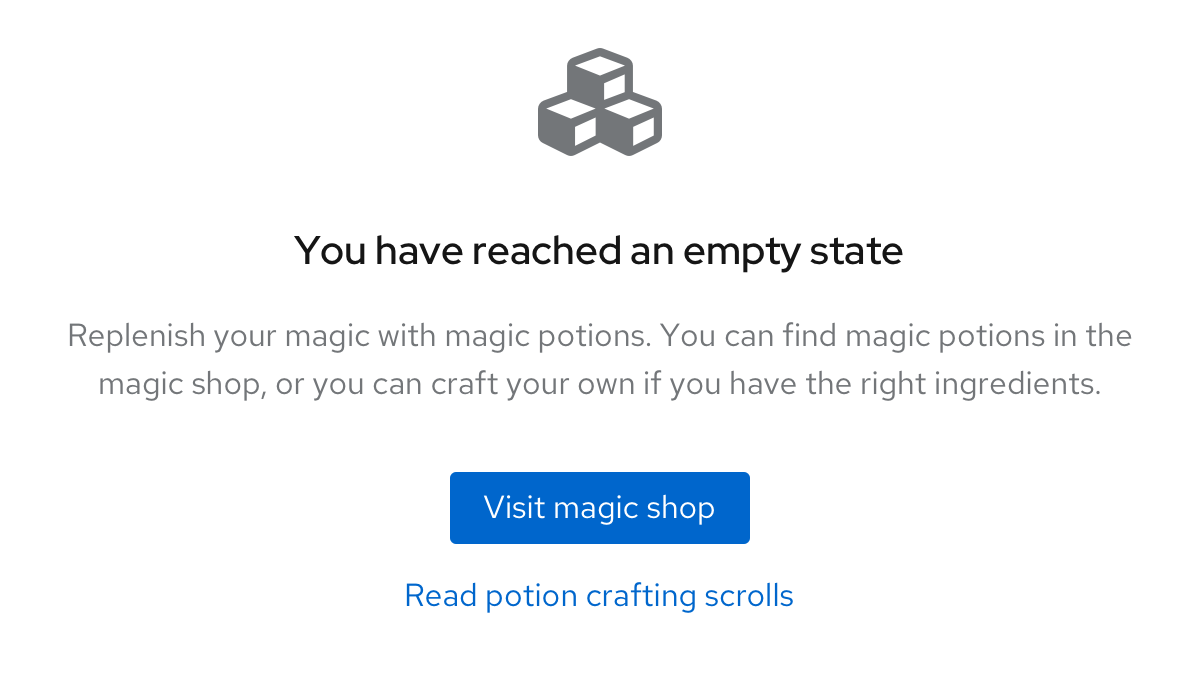 You have reached an empty state
Replenish your magic with magic potions. You can find magic potions in the
magic shop, or you can craft your own if you have the right ingredients.
Visit magic shop
Read potion crafting scrolls